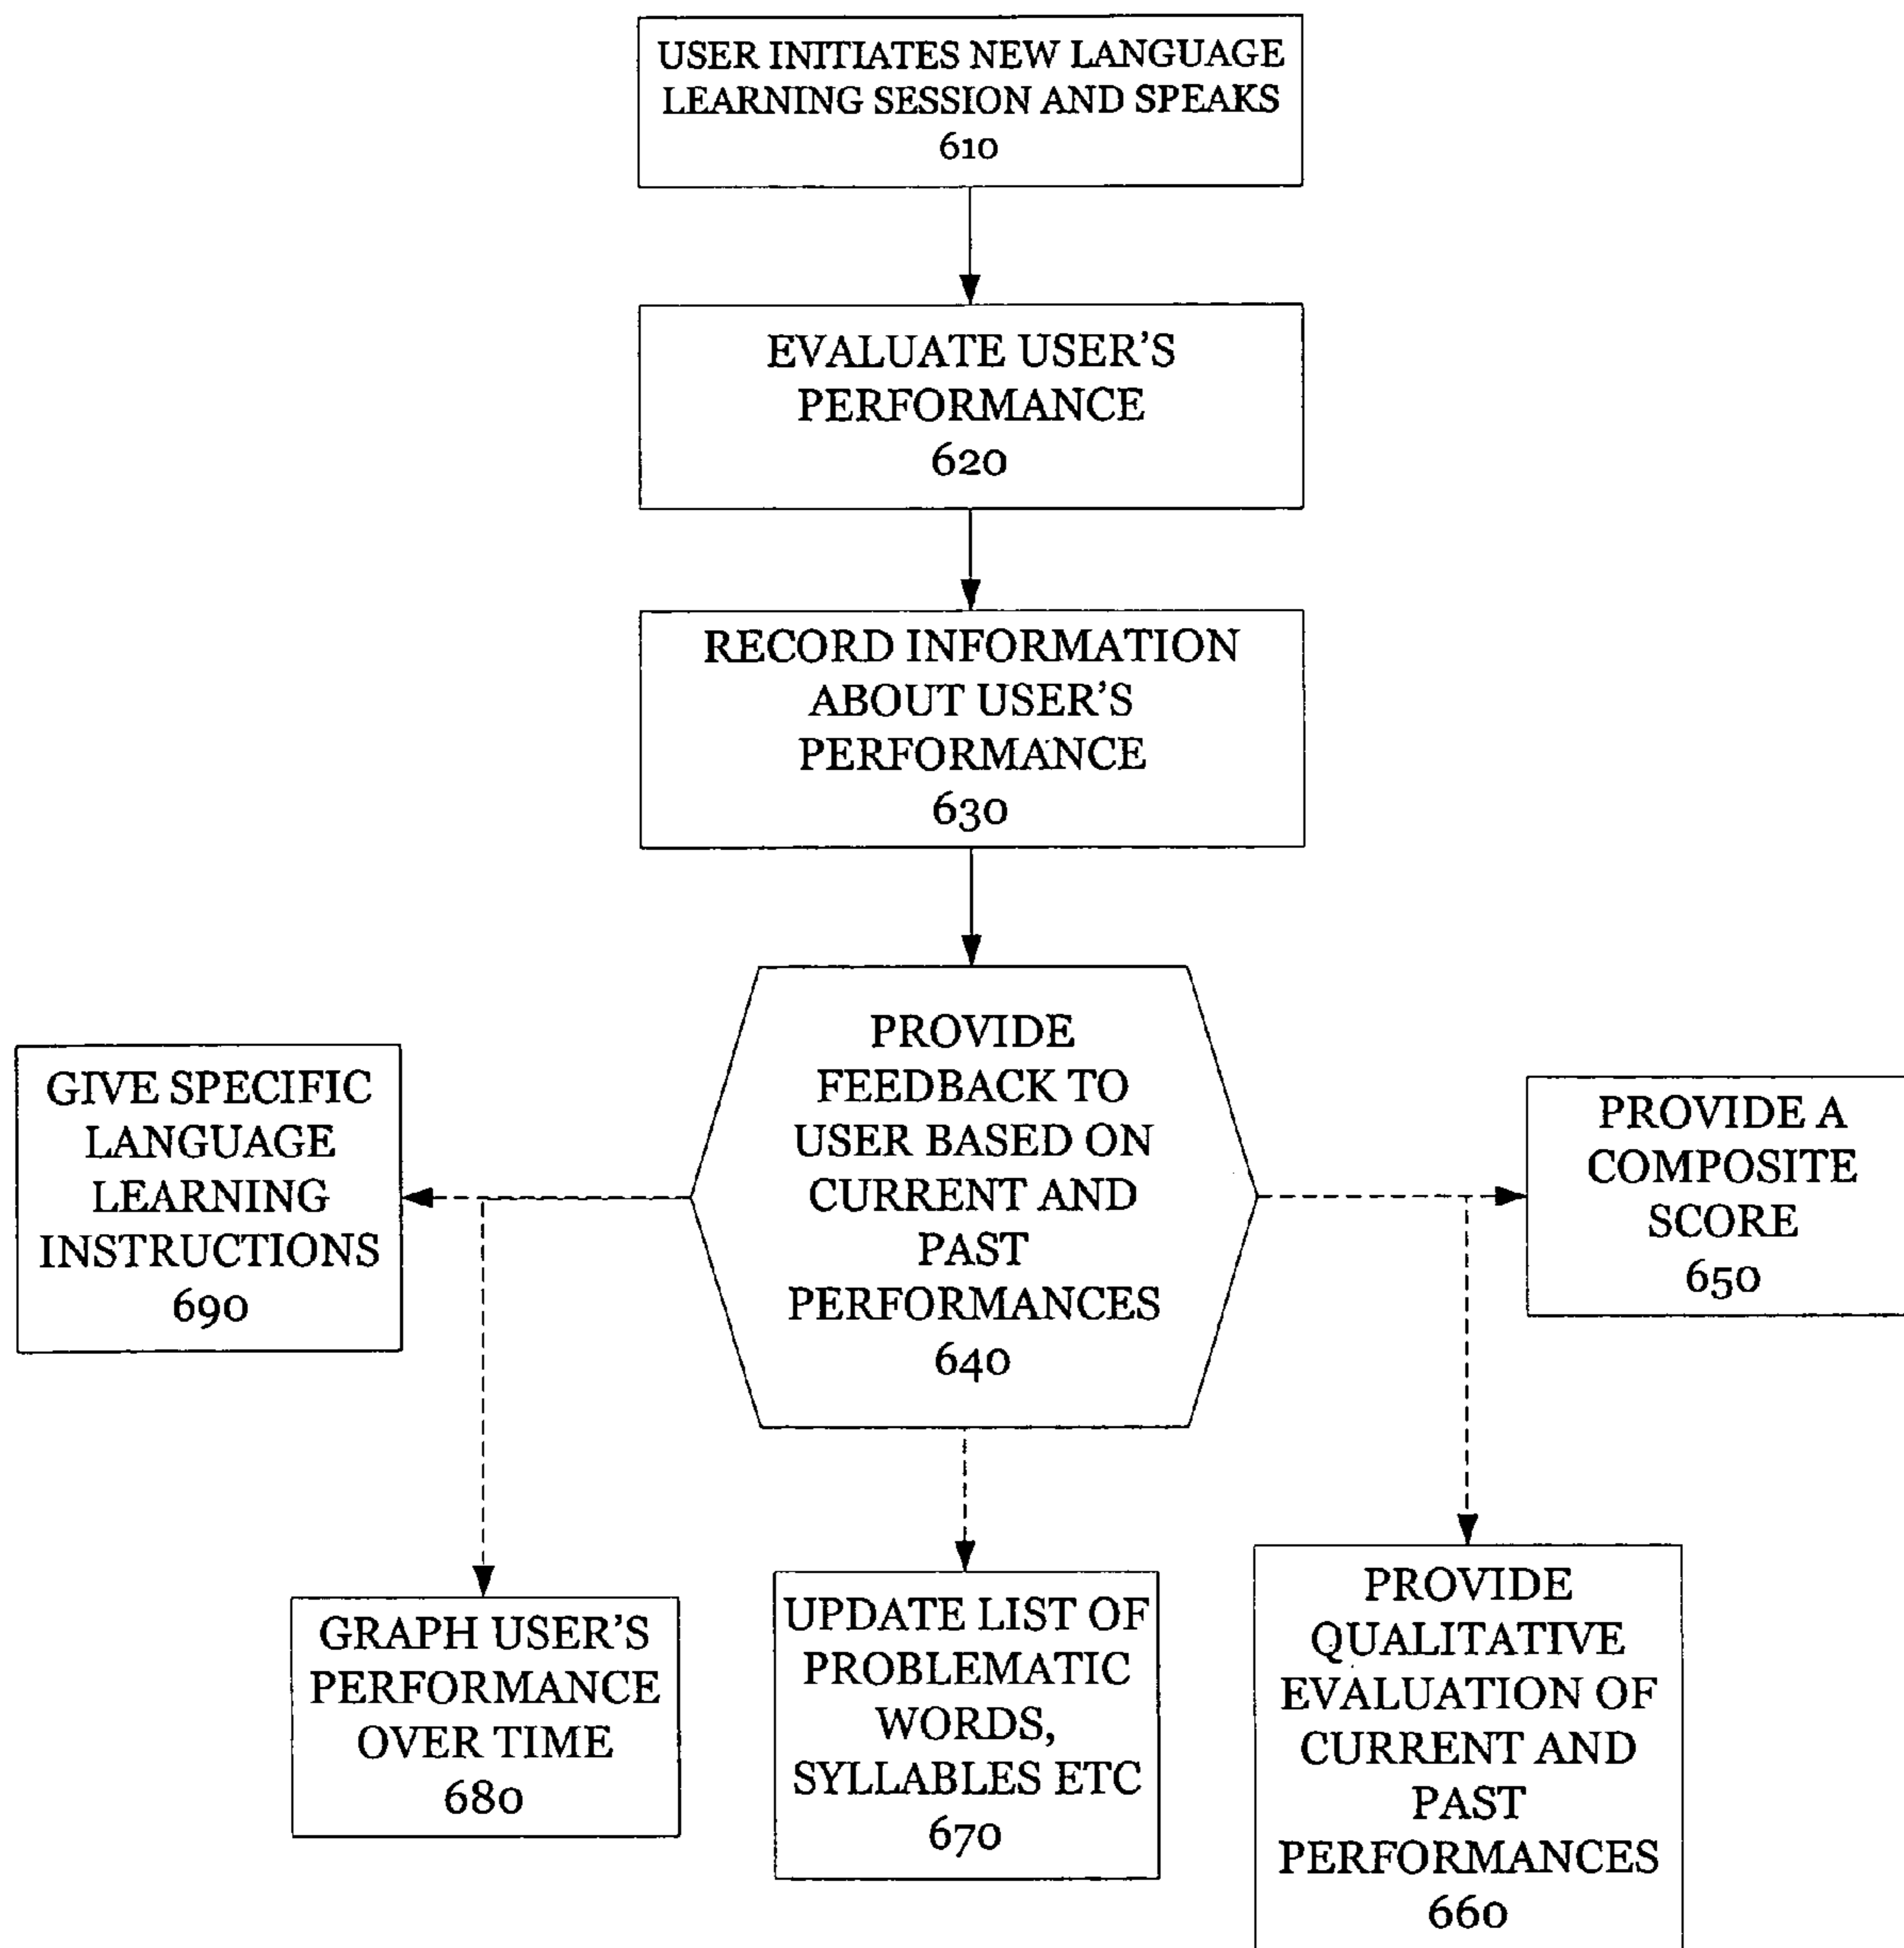 USER INITIATES NEW LANGUAGE
LEARNING SESSION AND SPEAKS
610
EVALUATE USER'S
PERFORMANCE
620
RECORD INFORMATION
ABOUT USER'S
PERFORMANCE
630
PROVIDE
FEEDBACK TO
USER BASED ON
CURRENT AND
PAST
PERFORMANCES
640
GIVE SPECIFIC
LANGUAGE
LEARNING
INSTRUCTIONS
690
PROVIDE A
COMPOSITE
SCORE
650
GRAPH USER'S
PERFORMANCE
OVER TIME
680
UPDATE LIST OF
PROBLEMATIC
WORDS,
SYLLABLES ETC
670
PROVIDE
QUALITATIVE
EVALUATION OF
CURRENT AND
PAST
PERFORMANCES
660